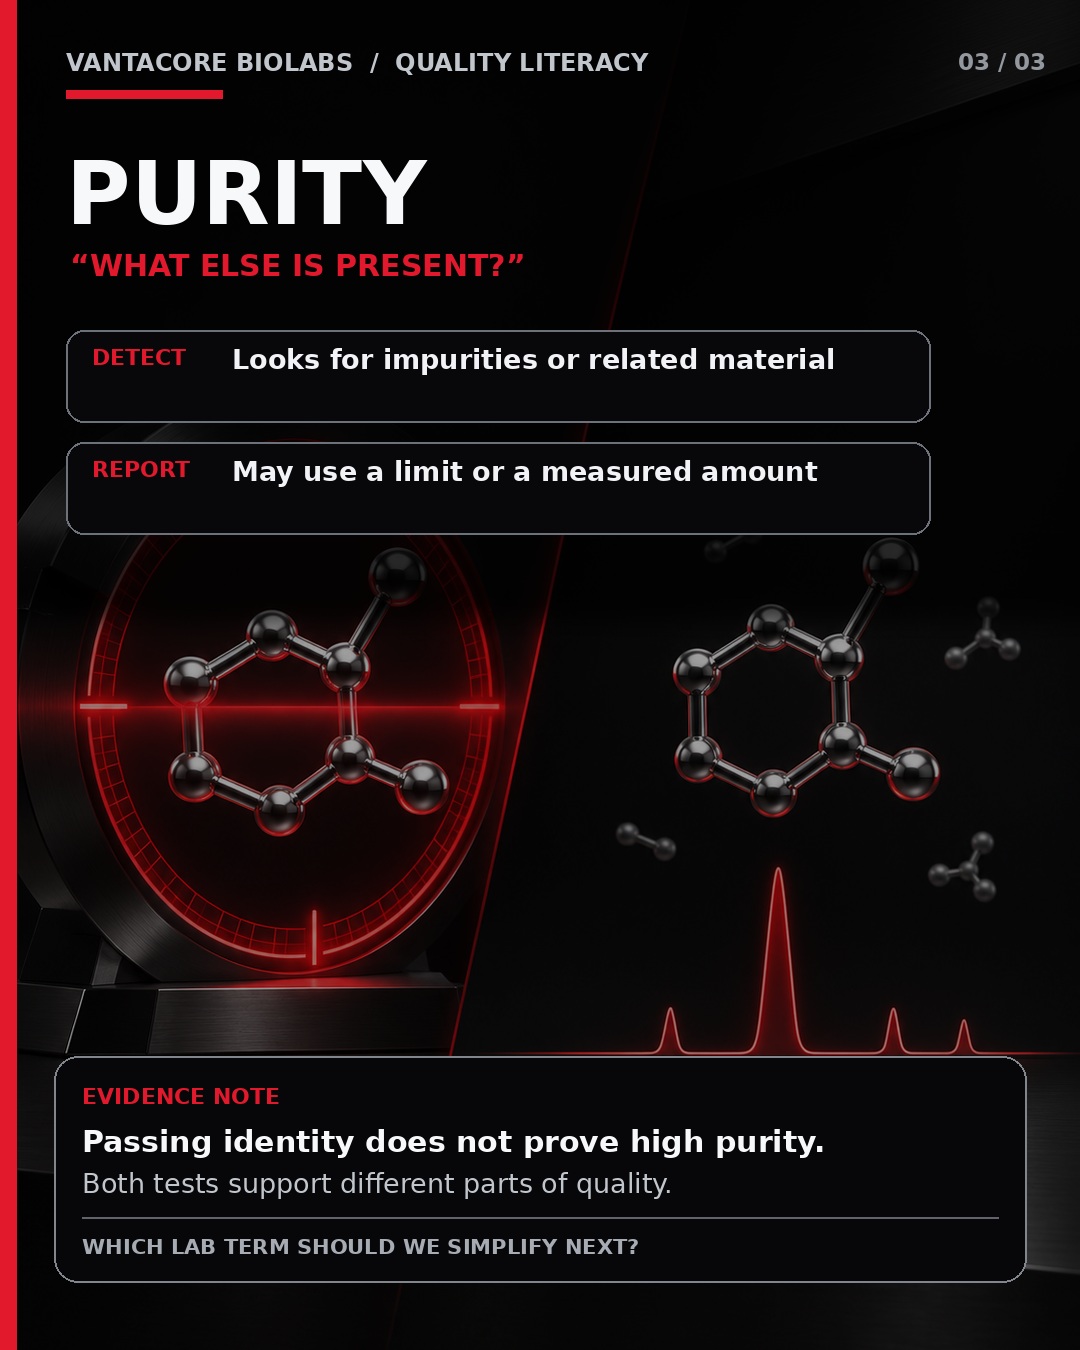 VANTACORE BIOLABS / QUALITY LITERACY
03 / 03
PURITY
“WHAT ELSE IS PRESENT?”
DETECT Looks for impurities or related material
REPORT May use a limit or a measured amount
EVIDENCE NOTE
Passing identity does not prove high purity.
Both tests support different parts of quality.
WHICH LAB TERM SHOULD WE SIMPLIFY NEXT?